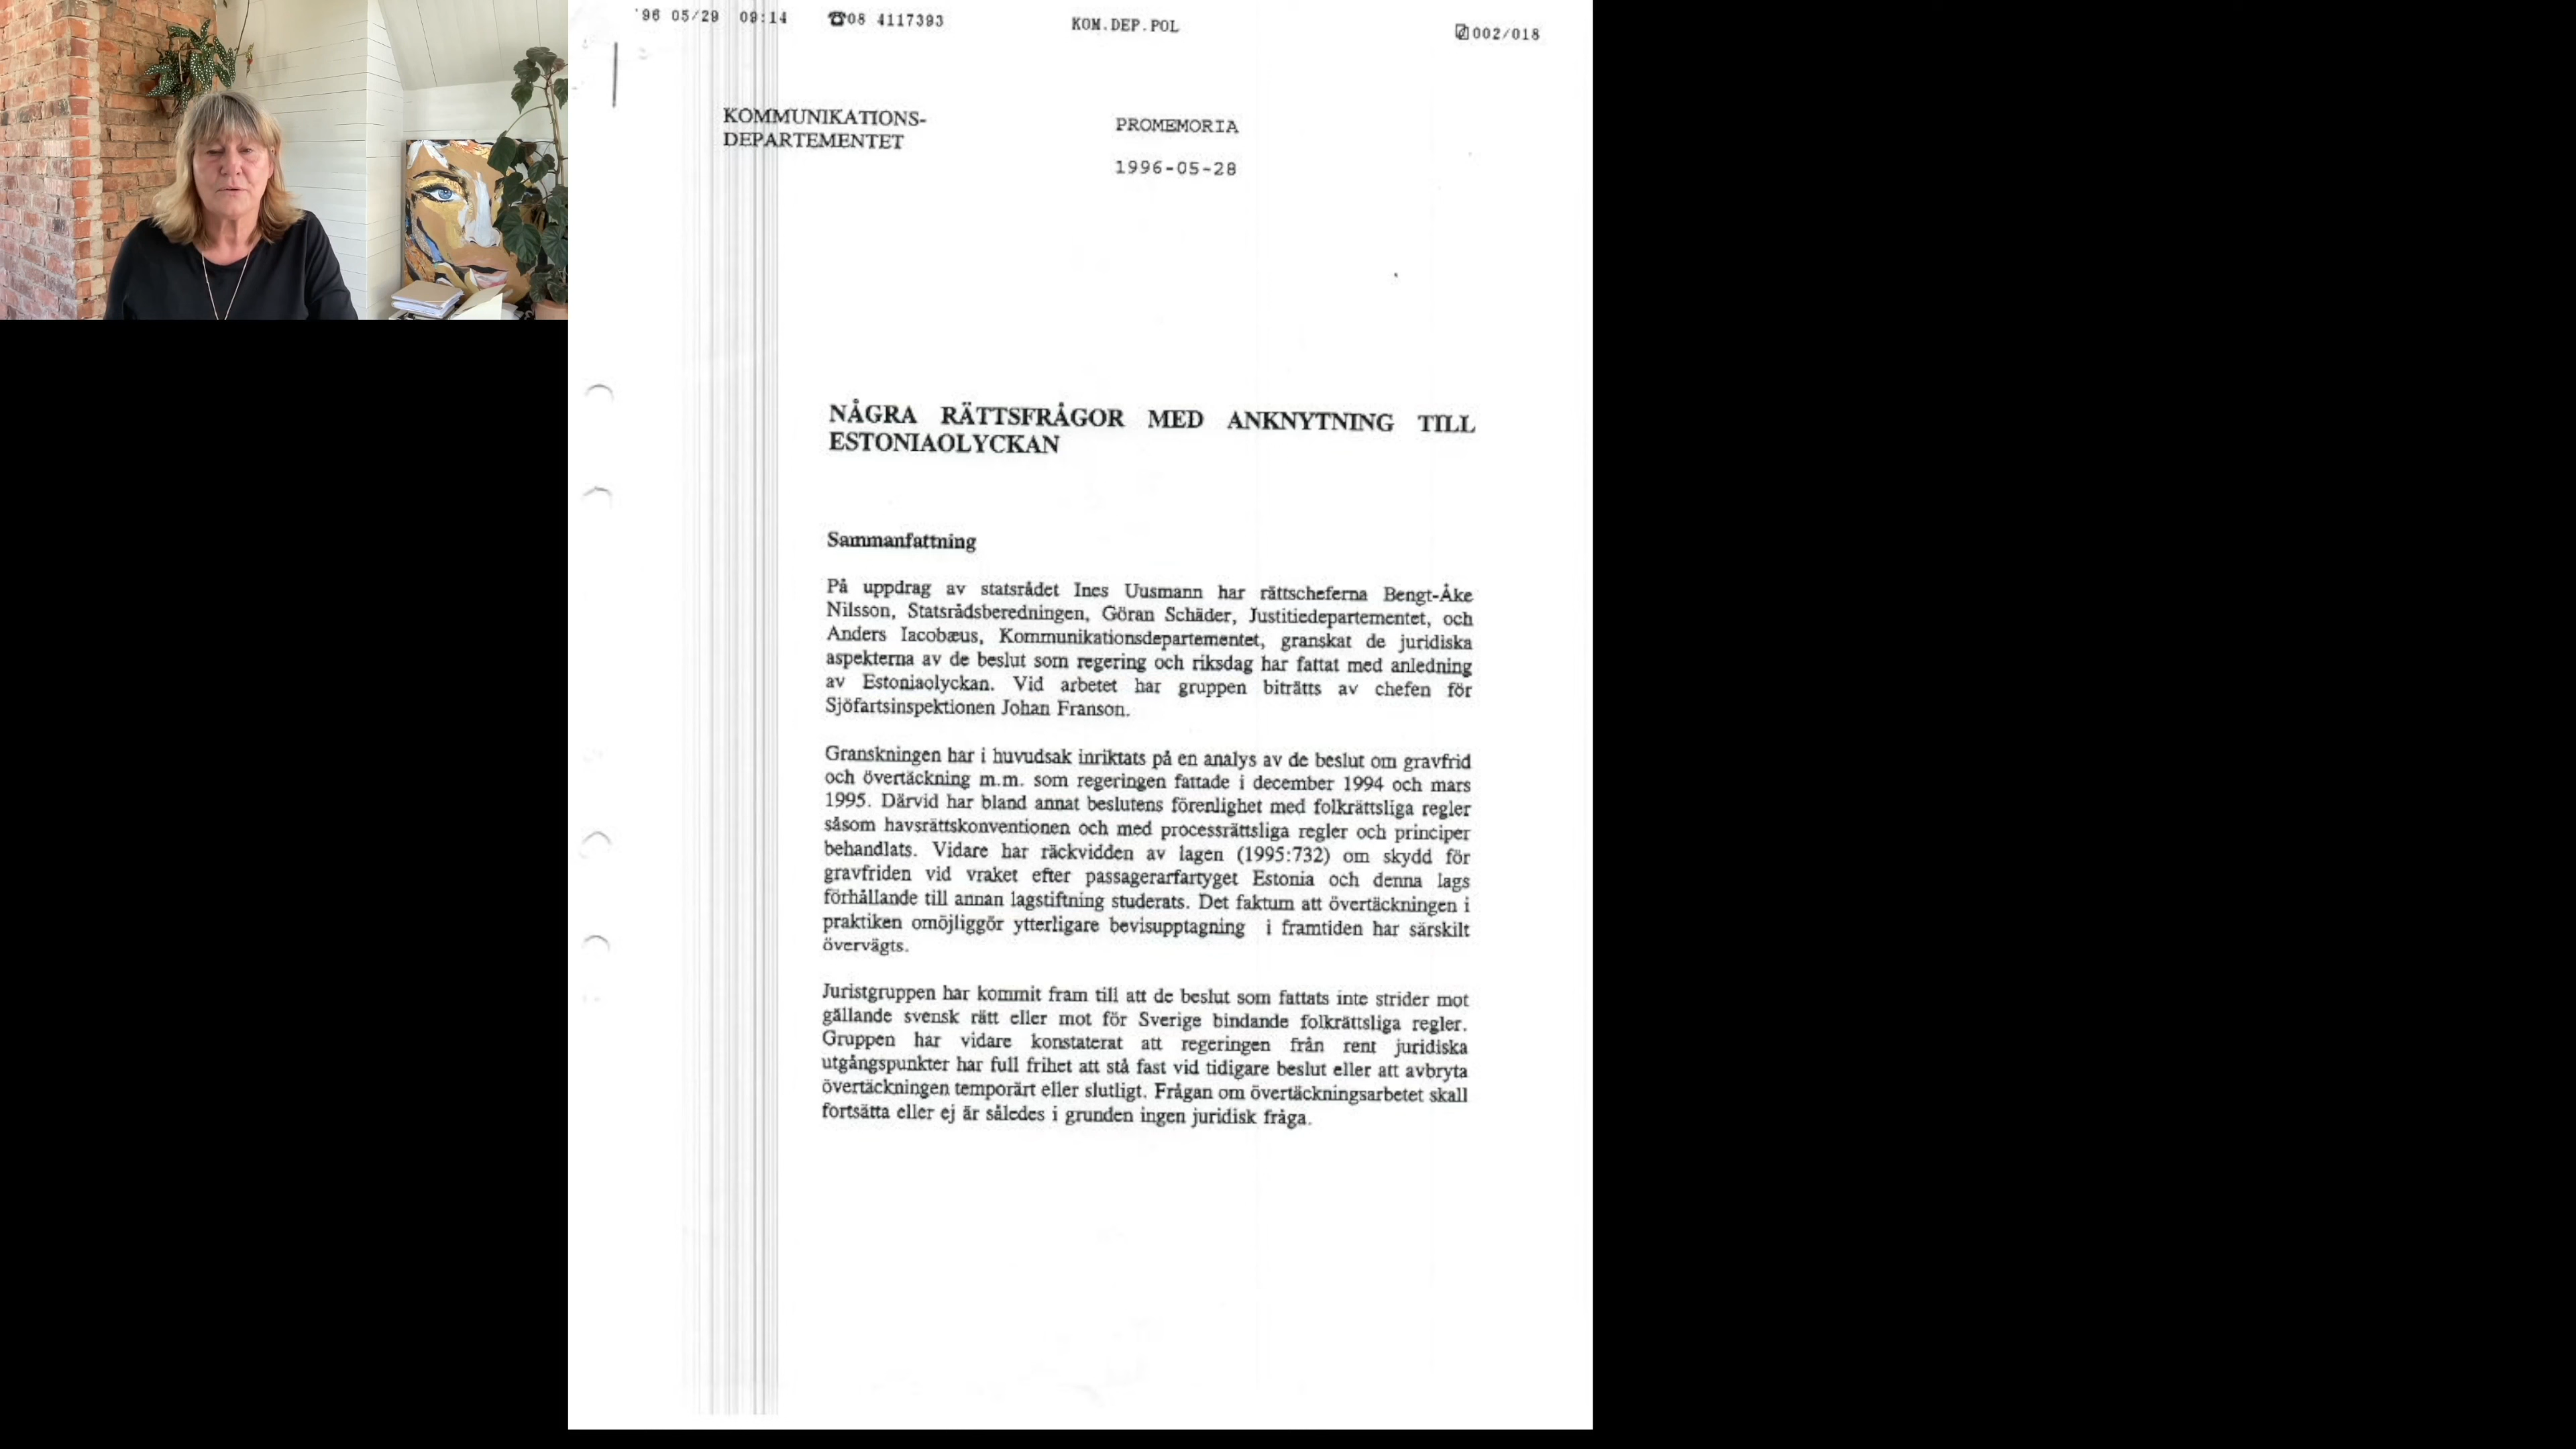 '96 05/29 09:14 ☎08 4117393 KOM.DEP.POL 002/018
KOMMUNIKATIONS-
DEPARTEMENTET
PROMEMORIA
1996-05-28
NÅGRA RÄTTSFRÅGOR MED ANKNYTNING TILL
ESTONIAOLYCKAN
Sammanfattning
På uppdrag av statsrådet Ines Uusmann har rättscheferna Bengt-Åke
Nilsson, Statsrådsberedningen, Göran Schäder, Justitiedepartementet, och
Anders Iacobæus, Kommunikationsdepartementet, granskat de juridiska
aspekterna av de beslut som regering och riksdag har fattat med anledning
av Estoniaolyckan. Vid arbetet har gruppen biträtts av chefen för
Sjöfartsinspektionen Johan Franson.
Granskningen har i huvudsak inriktats på en analys av de beslut om gravfrid
och övertäckning m.m. som regeringen fattade i december 1994 och mars
1995. Därvid har bland annat beslutens förenlighet med folkrättsliga regler
såsom havsrättskonventionen och med processrättsliga regler och principer
behandlats. Vidare har räckvidden av lagen (1995:732) om skydd för
gravfriden vid vraket efter passagerarfartyget Estonia och denna lags
förhållande till annan lagstiftning studerats. Det faktum att övertäckningen i
praktiken omöjliggör ytterligare bevisupptagning i framtiden har särskilt
övervägts.
Juristgruppen har kommit fram till att de beslut som fattats inte strider mot
gällande svensk rätt eller mot för Sverige bindande folkrättsliga regler.
Gruppen har vidare konstaterat att regeringen från rent juridiska
utgångspunkter har full frihet att stå fast vid tidigare beslut eller att avbryta
övertäckningen temporärt eller slutligt. Frågan om övertäckningsarbetet skall
fortsätta eller ej är således i grunden ingen juridisk fråga.